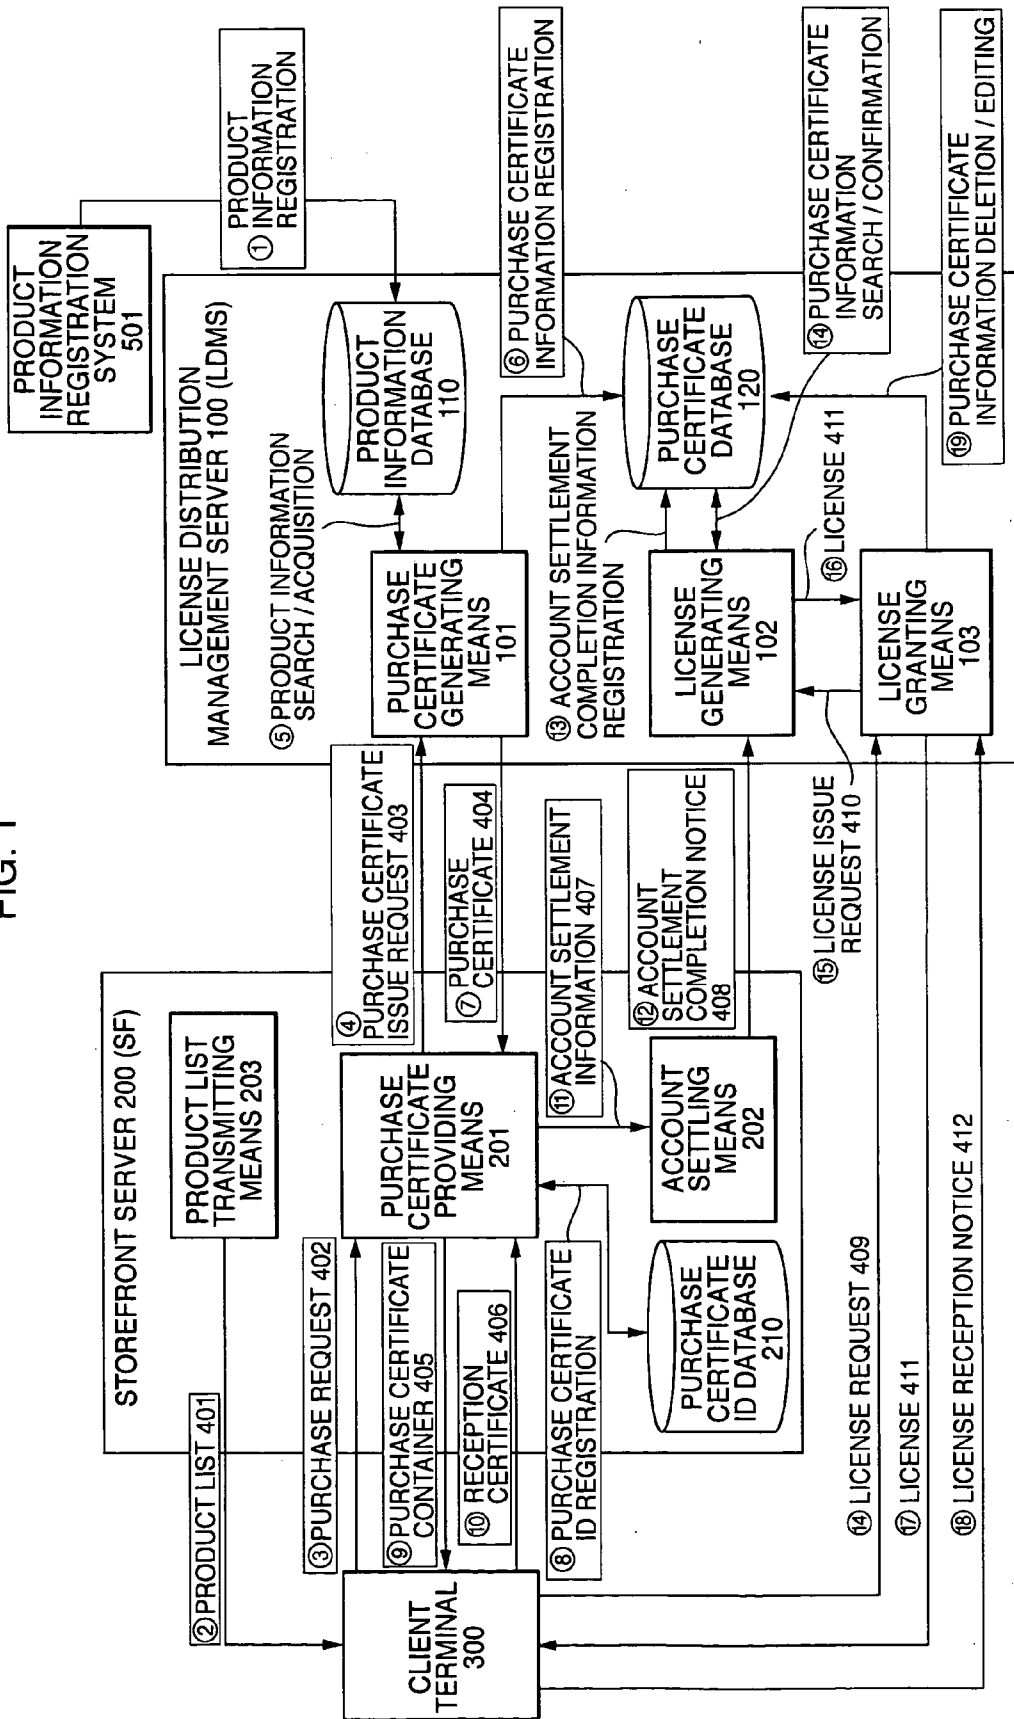 FIG. 1
PRODUCT
INFORMATION
REGISTRATION
SYSTEM
501
PRODUCT
① INFORMATION
REGISTRATION
LICENSE DISTRIBUTION
MANAGEMENT SERVER 100 (LDMS)
PRODUCT
INFORMATION
DATABASE
110
⑤ PRODUCT INFORMATION
SEARCH / ACQUISITION
PURCHASE
CERTIFICATE
GENERATING
MEANS
101
⑥ PURCHASE CERTIFICATE
INFORMATION REGISTRATION
PURCHASE
CERTIFICATE
DATABASE
120
⑬ ACCOUNT SETTLEMENT
COMPLETION INFORMATION
REGISTRATION
LICENSE
GENERATING
MEANS
102
⑭ PURCHASE CERTIFICATE
INFORMATION
SEARCH / CONFIRMATION
⑯ LICENSE 411
LICENSE
GRANTING
MEANS
103
⑲ PURCHASE CERTIFICATE
INFORMATION DELETION / EDITING
STOREFRONT SERVER 200 (SF)
PRODUCT LIST
TRANSMITTING
MEANS 203
④
PURCHASE CERTIFICATE
ISSUE REQUEST 403
⑦ PURCHASE
CERTIFICATE 404
PURCHASE
CERTIFICATE
PROVIDING
MEANS
201
⑪ ACCOUNT SETTLEMENT
INFORMATION 407
⑫ ACCOUNT
SETTLEMENT
COMPLETION NOTICE
408
ACCOUNT
SETTLING
MEANS
202
⑮ LICENSE ISSUE
REQUEST 410
② PRODUCT LIST 401
③ PURCHASE REQUEST 402
⑨ PURCHASE CERTIFICATE
CONTAINER 405
⑩ RECEPTION
CERTIFICATE 406
⑧ PURCHASE CERTIFICATE
ID REGISTRATION
PURCHASE
CERTIFICATE
ID DATABASE
210
CLIENT
TERMINAL
300
⑭ LICENSE REQUEST 409
⑰ LICENSE 411
⑱ LICENSE RECEPTION NOTICE 412